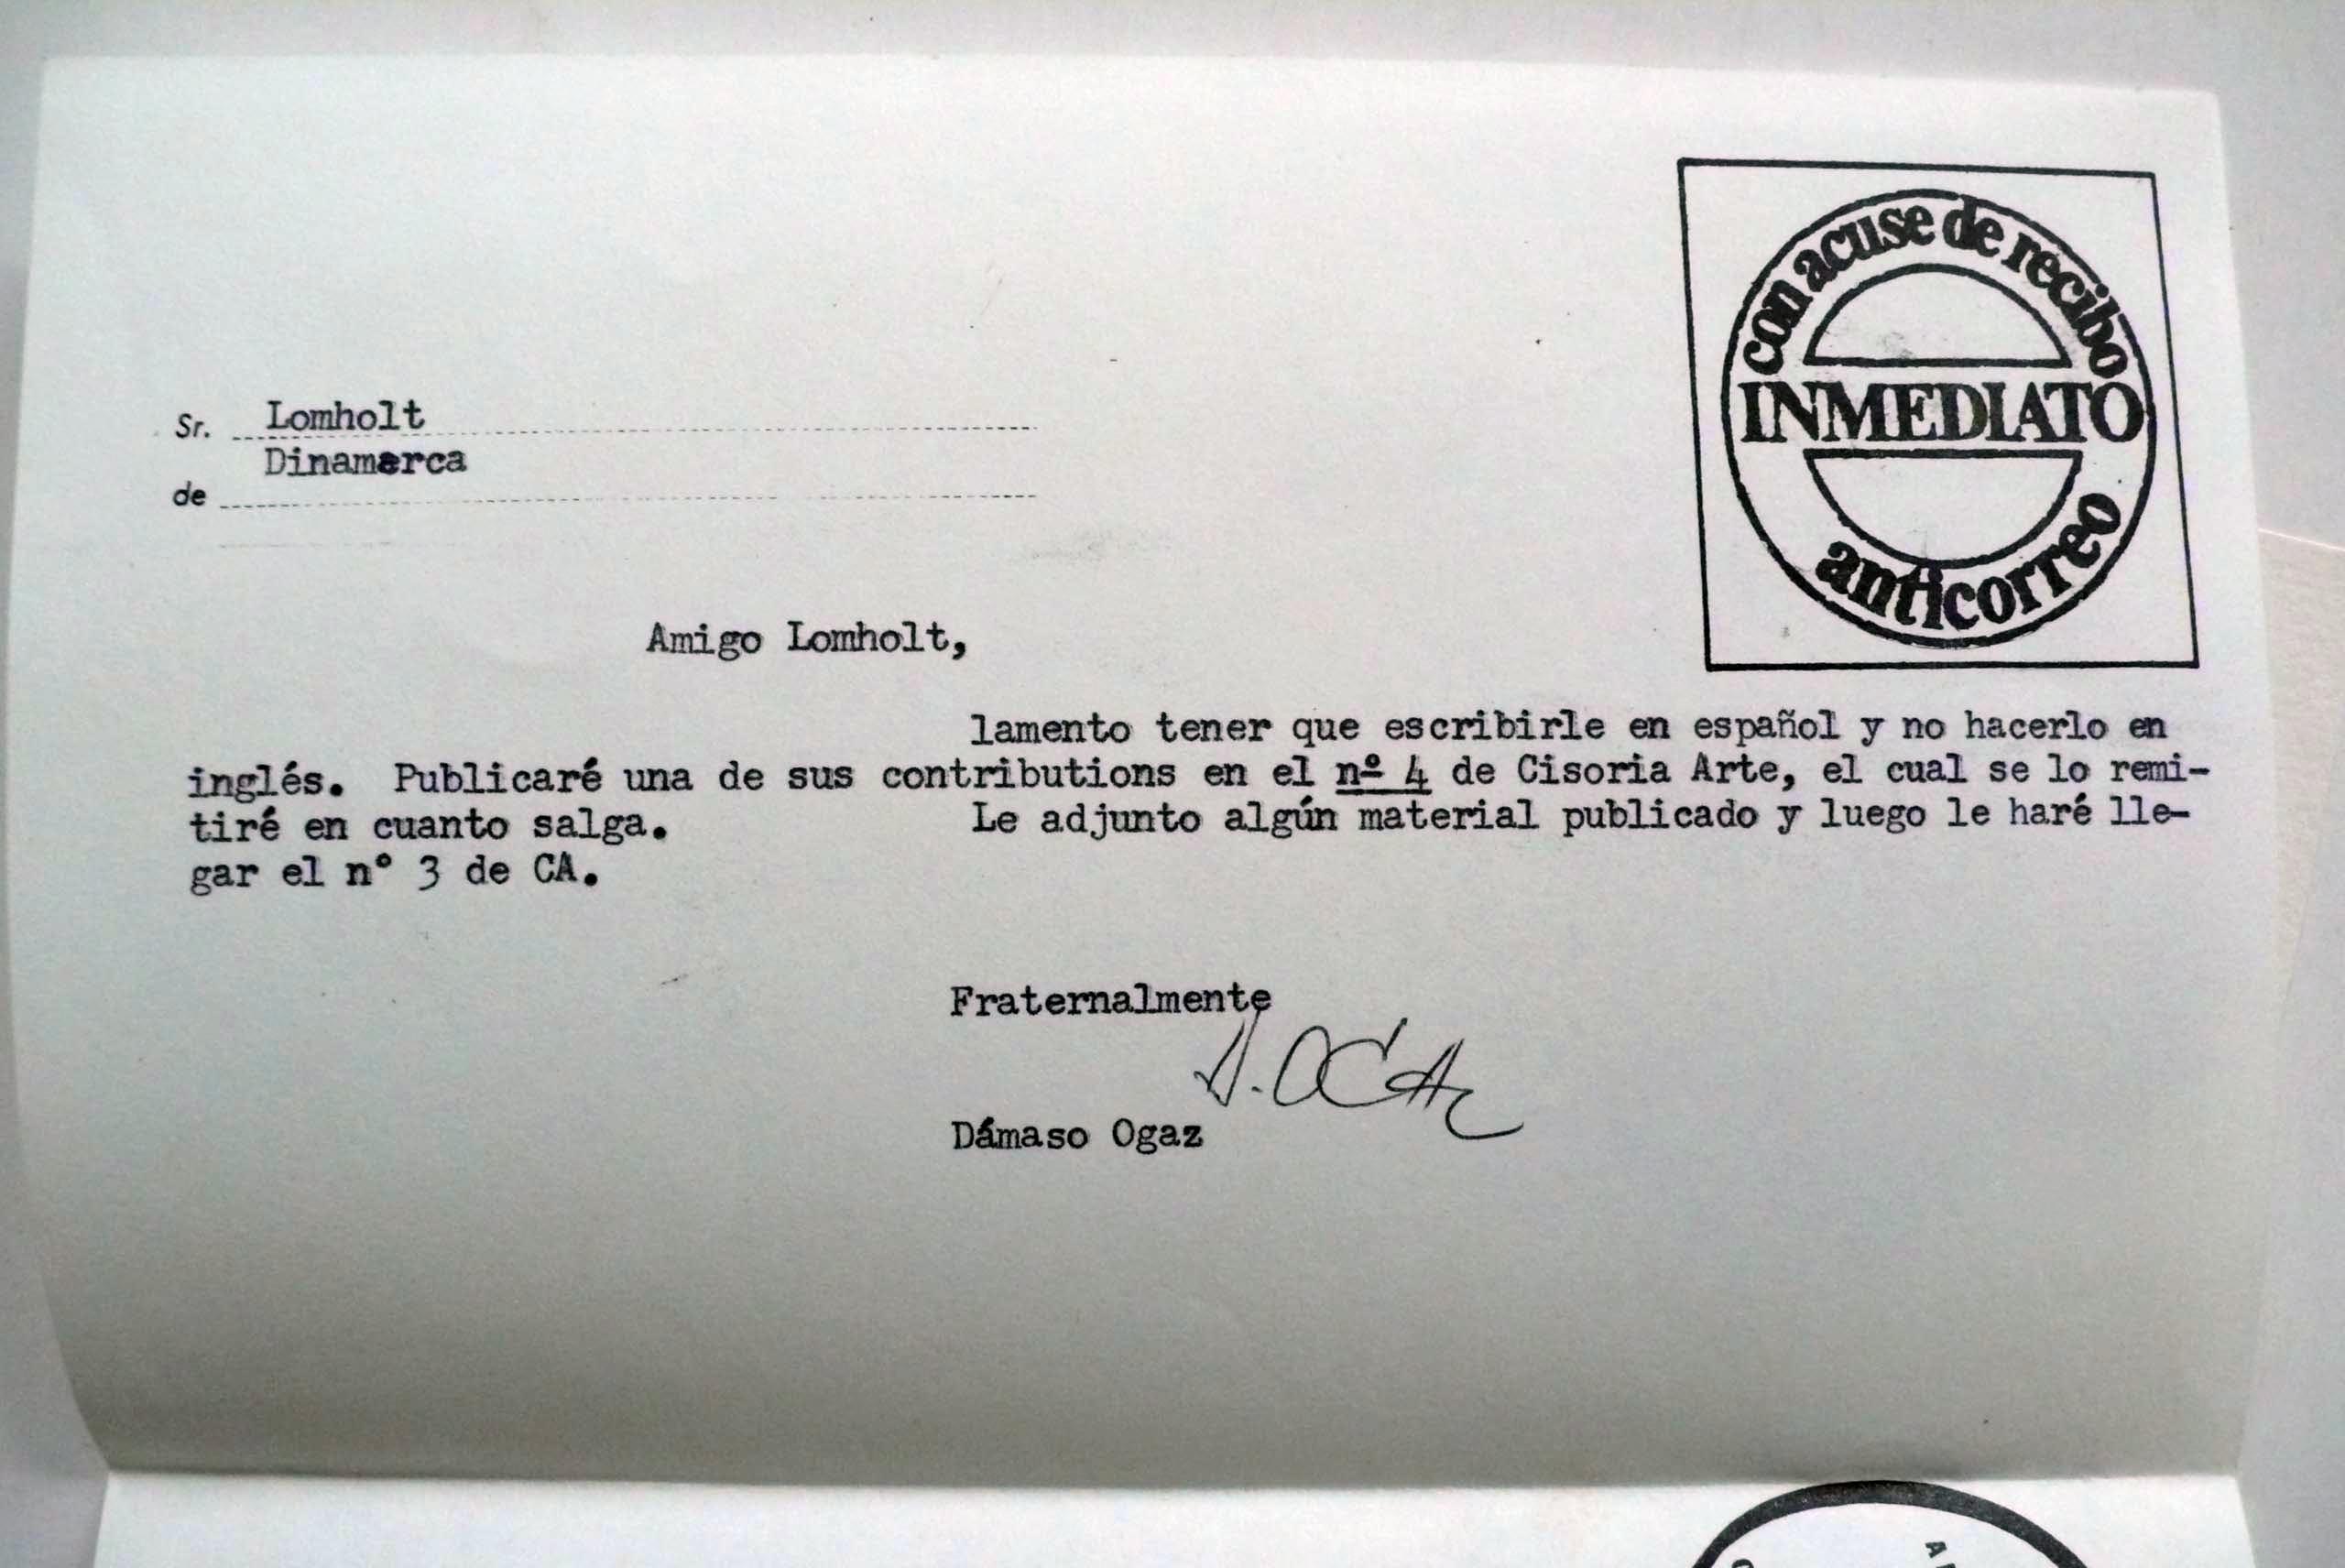 con acuse de recibo
INMEDIATO
anticorreo
Sr. Lomholt
Dinamarca
de
Amigo Lomholt,
lamento tener que escribirle en español y no hacerlo en
inglés. Publicaré una de sus contributions en el nº 4 de Cisoria Arte, el cual se lo remi-
tiré en cuanto salga. Le adjunto algún material publicado y luego le haré lle-
gar el n° 3 de CA.
Fraternalmente
D. OGAz
Dámaso Ogaz